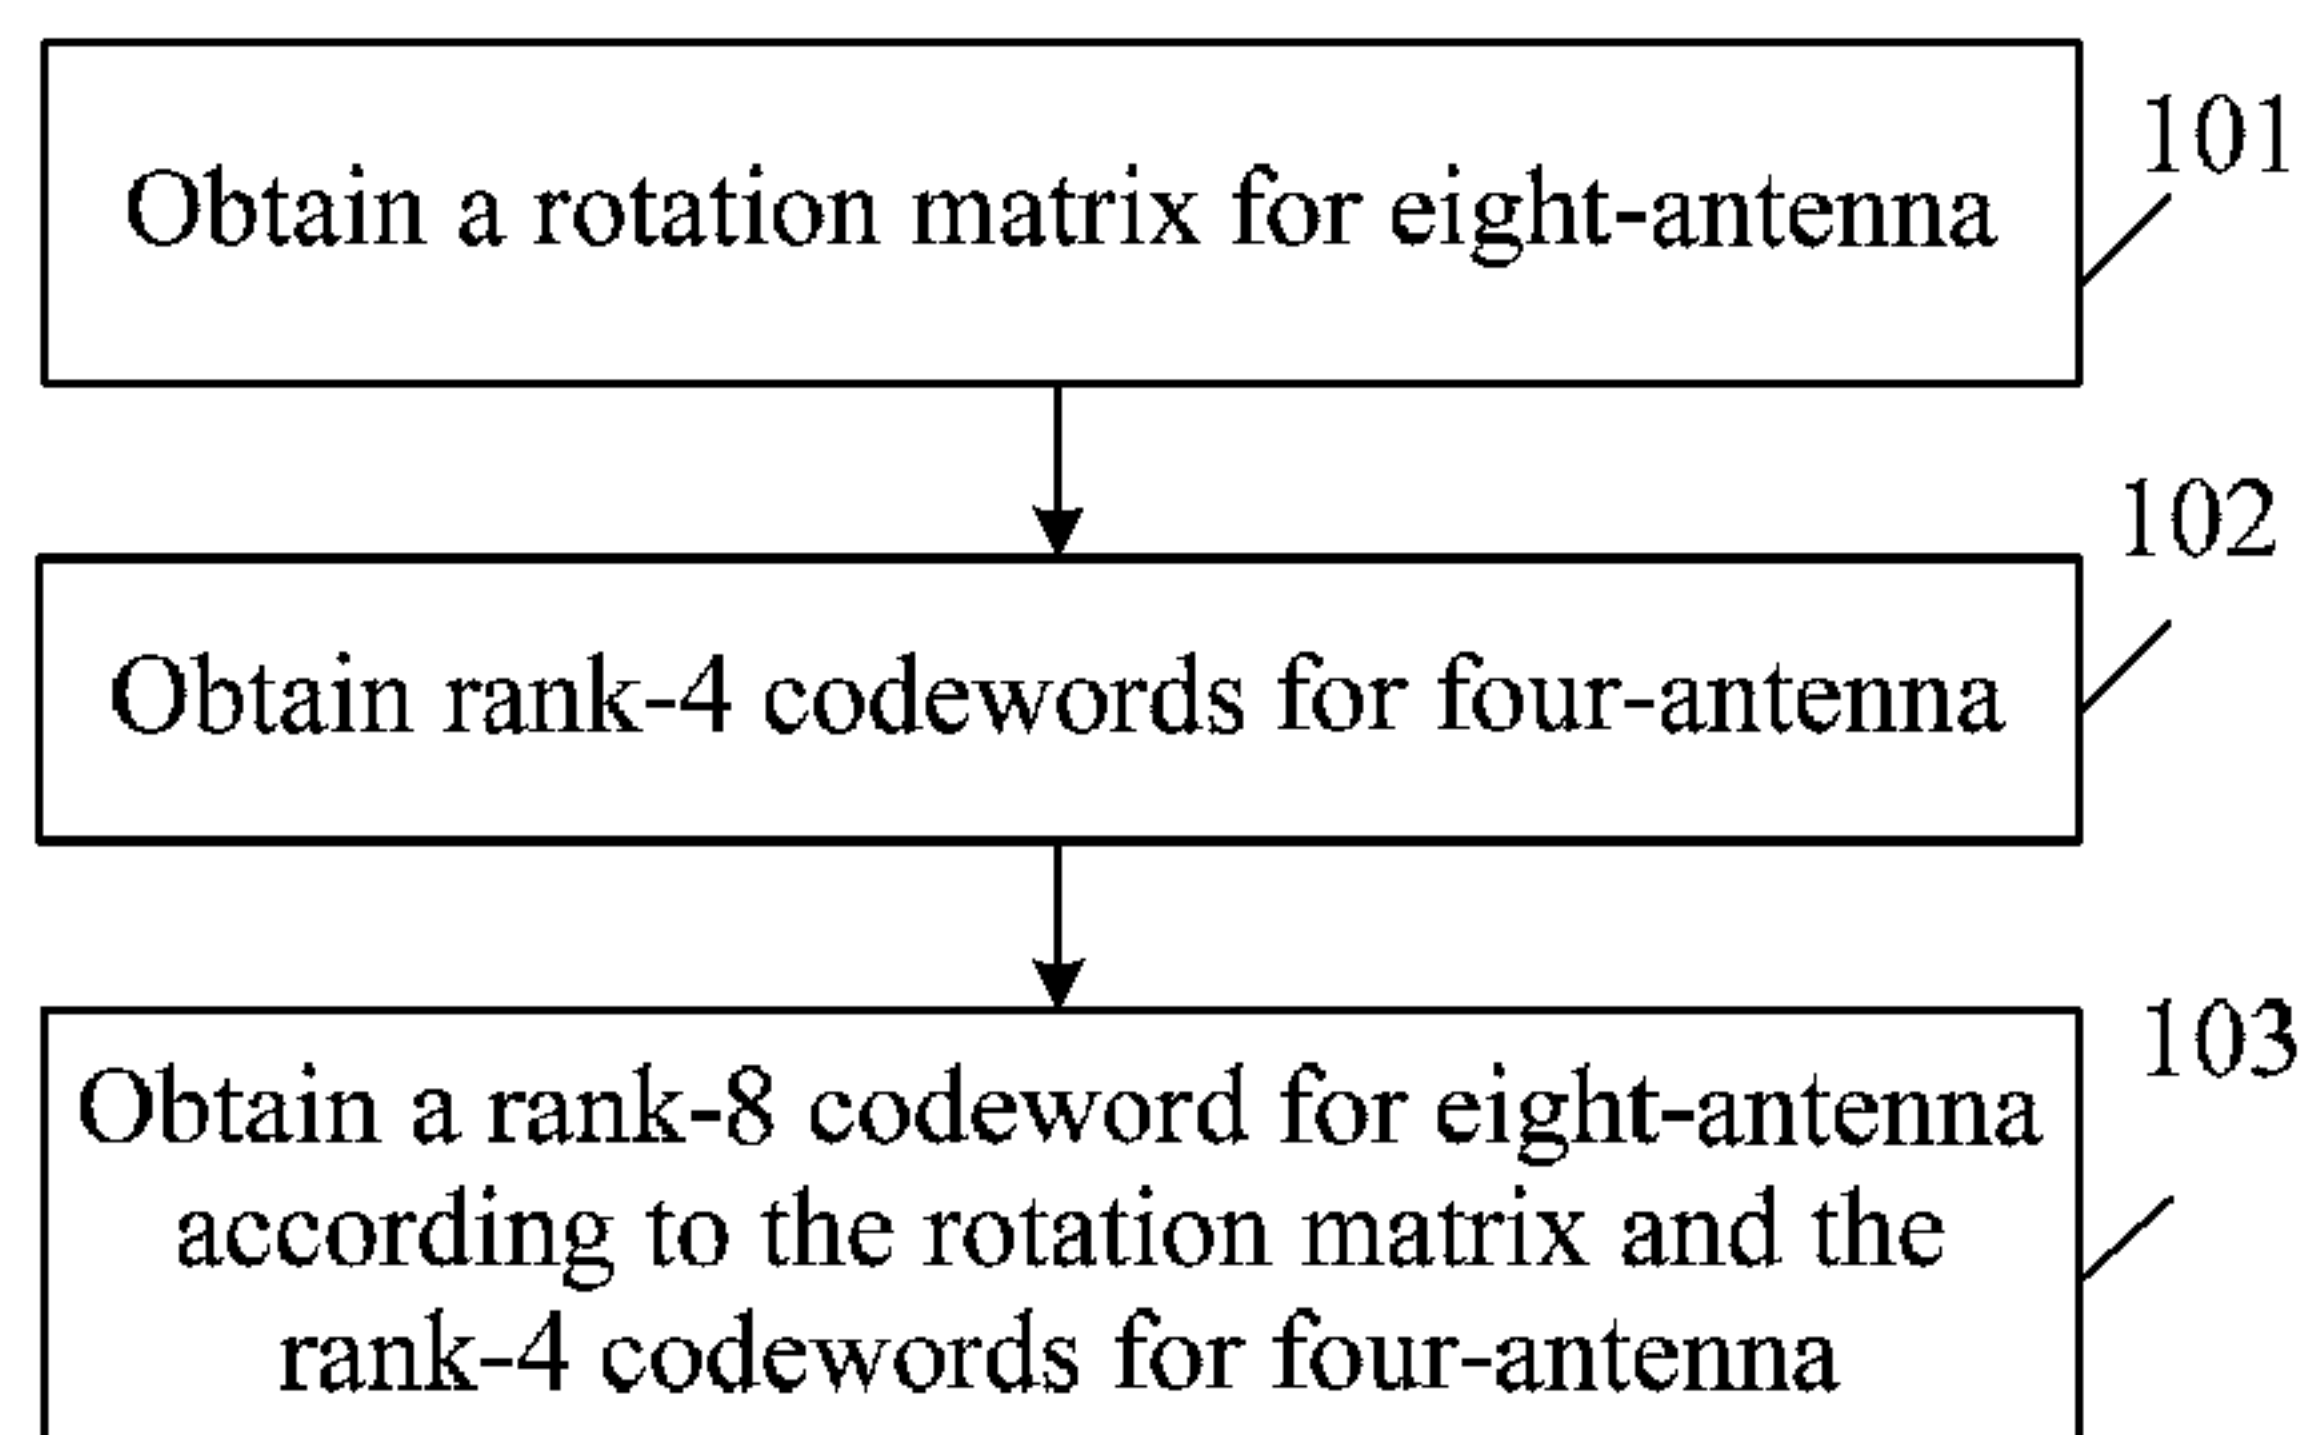 Obtain a rotation matrix for eight-antenna
101
Obtain rank-4 codewords for four-antenna
102
Obtain a rank-8 codeword for eight-antenna
according to the rotation matrix and the
rank-4 codewords for four-antenna
103